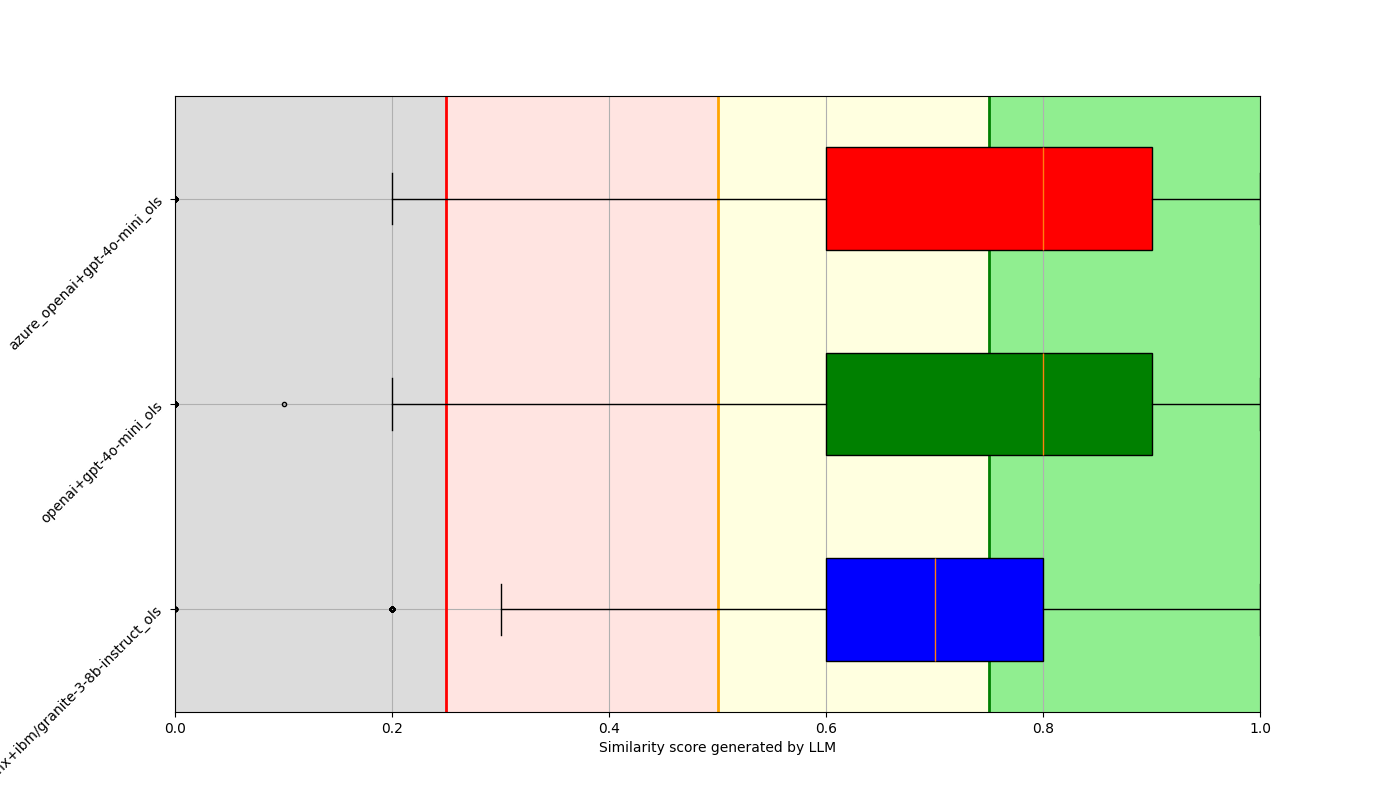 azure_openai+gpt-4o-mini_ols
openai+gpt-4o-mini_ols
x+ibm/granite-3-8b-instruct_ols
0.0 0.2 0.4 0.6 0.8 1.0
Similarity score generated by LLM